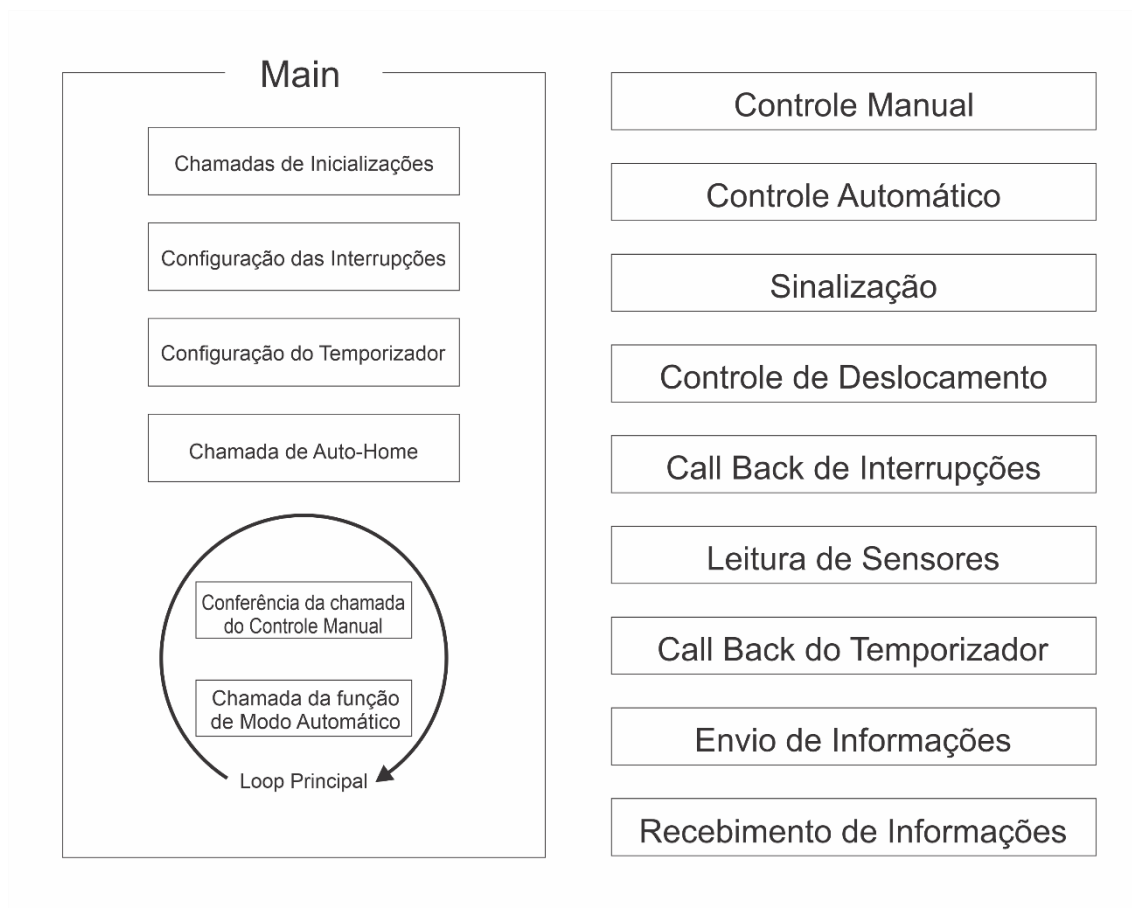 Main
Chamadas de Inicializações
Configuração das Interrupções
Configuração do Temporizador
Chamada de Auto-Home
Conferência da chamada
do Controle Manual
Chamada da função
de Modo Automático
Loop Principal
Controle Manual
Controle Automático
Sinalização
Controle de Deslocamento
Call Back de Interrupções
Leitura de Sensores
Call Back do Temporizador
Envio de Informações
Recebimento de Informações